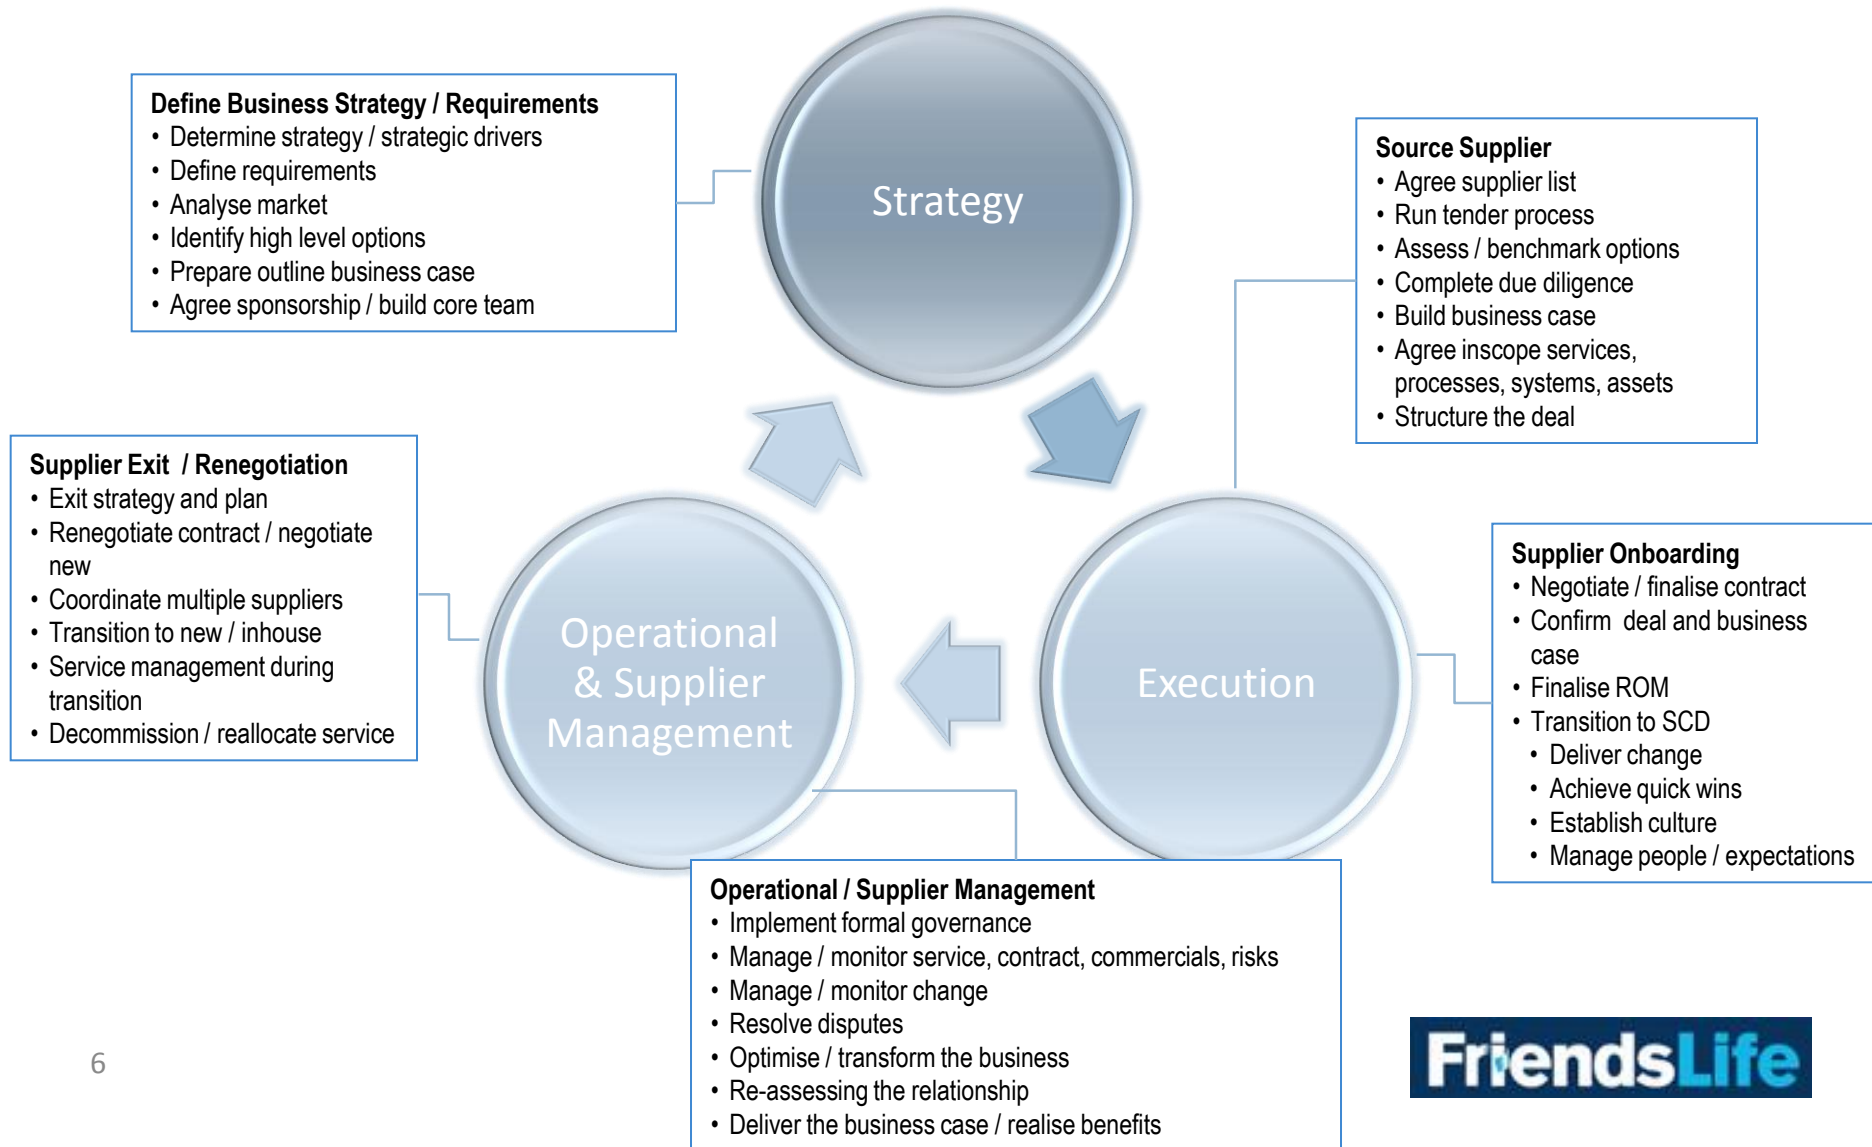 Strategy
Define Business Strategy / Requirements
• Determine strategy / strategic drivers
• Define requirements
• Analyse market
• Identify high level options
• Prepare outline business case
• Agree sponsorship / build core team
Source Supplier
• Agree supplier list
• Run tender process
• Assess / benchmark options
• Complete due diligence
• Build business case
• Agree inscope services,
processes, systems, assets
• Structure the deal
Execution
Supplier Onboarding
• Negotiate / finalise contract
• Confirm deal and business
case
• Finalise ROM
• Transition to SCD
• Deliver change
• Achieve quick wins
• Establish culture
• Manage people / expectations
Operational
& Supplier
Management
Operational / Supplier Management
• Implement formal governance
• Manage / monitor service, contract, commercials, risks
• Manage / monitor change
• Resolve disputes
• Optimise / transform the business
• Re-assessing the relationship
• Deliver the business case / realise benefits
Supplier Exit / Renegotiation
• Exit strategy and plan
• Renegotiate contract / negotiate
new
• Coordinate multiple suppliers
• Transition to new / inhouse
• Service management during
transition
• Decommission / reallocate service
6
FriendsLife